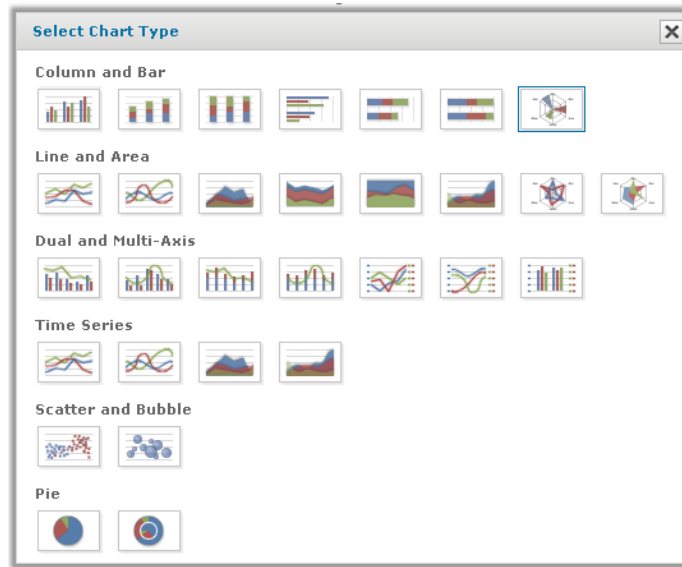 Select Chart Type
Column and Bar
Line and Area
Dual and Multi-Axis
Time Series
Scatter and Bubble
Pie